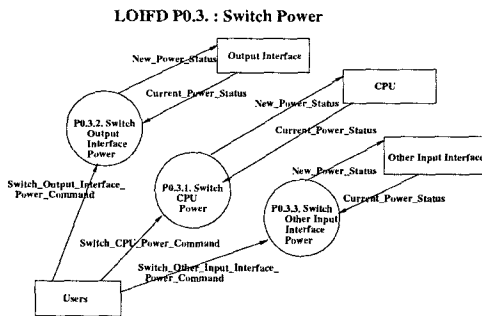 LOIFD P0.3. : Switch Power
New_Power_Status
Output Interface
Current_Power_Status
New_Power_Status
CPU
P0.3.2. Switch
Output
Interface
Power
Current_Power_Status
Other Input Interface
New_Power_Status
Switch_Output_Interface_
Power_Command
P0.3.1. Switch
CPU
Power
Current_Power_Status
P0.3.3. Switch
Other Input
Interface
Power
Switch_CPU_Power_Command
Switch_Other_Input_Interface_
Power_Command
Users